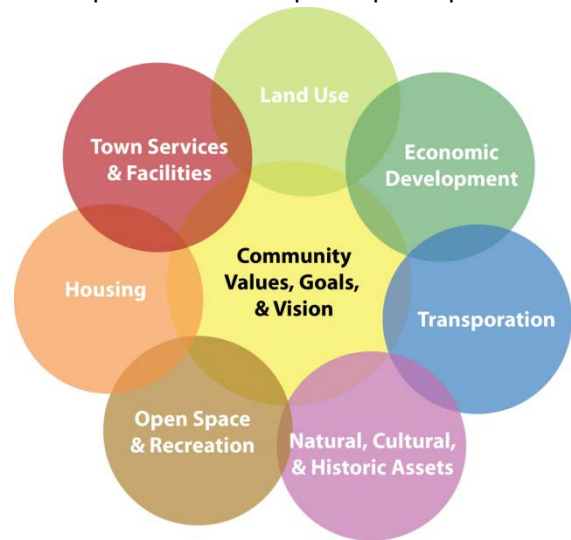 Land Use
Town Services
& Facilities
Economic
Development
Community
Values, Goals,
& Vision
Housing
Transporation
Open Space
& Recreation
Natural, Cultural,
& Historic Assets